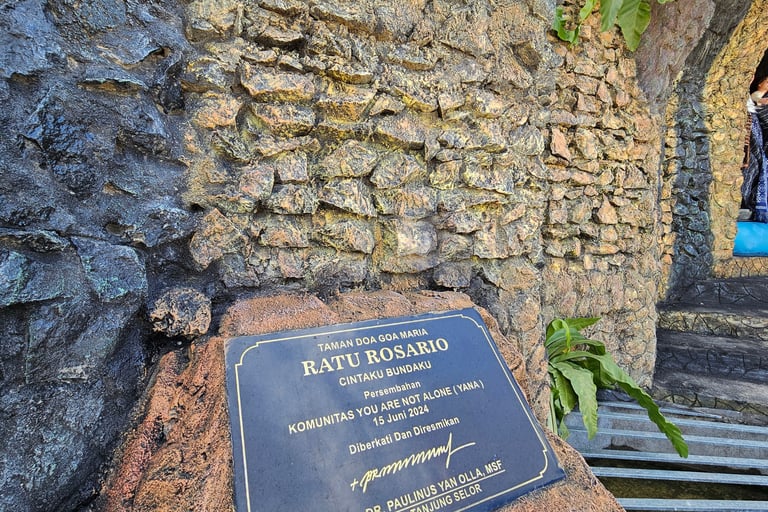 TAMAN DOA GOA MARIA
RATU ROSARIO
CINTAKU BUNDAKU
Persembahan
KOMUNITAS YOU ARE NOT ALONE ( YANA )
15 Juni 2024
Diberkati Dan Diresmikan
DR. PAULINUS YAN OLLA, MSF
TANJUNG SELOR